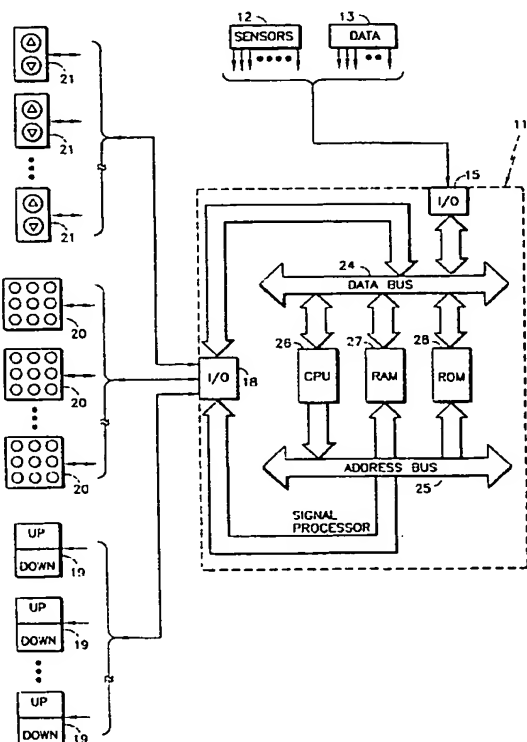 12
13
SENSORS
DATA
11
21
21
21
15
I/O
24
DATA BUS
26
27
28
CPU
RAM
ROM
20
20
20
I/O
18
ADDRESS BUS
25
SIGNAL
PROCESSOR
UP
DOWN
19
UP
DOWN
19
UP
DOWN
19